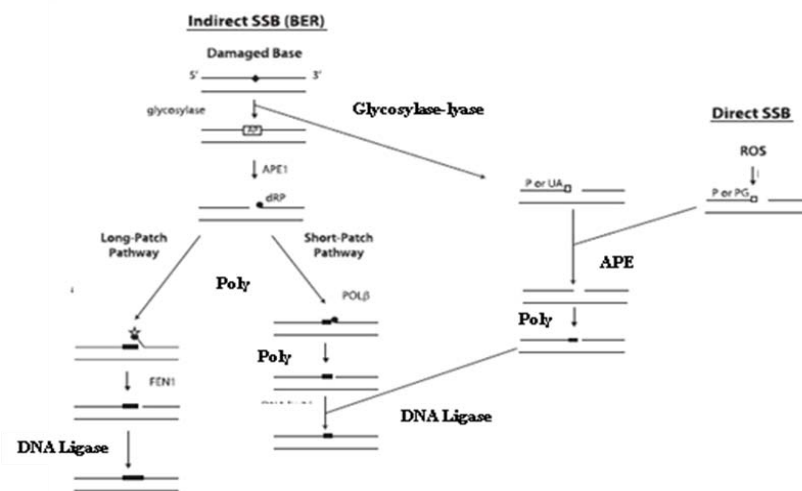 Indirect SSB (BER)
Damaged Base
5' 3'
glycosylase
Glycosylase-lyase
Direct SSB
AP
ROS
APE1
P or UA
P or PG
dRP
Long-Patch
Pathway
Short-Patch
Pathway
APE
Poly
POLβ
Poly
Poly
FEN1
DNA Ligase
DNA Ligase